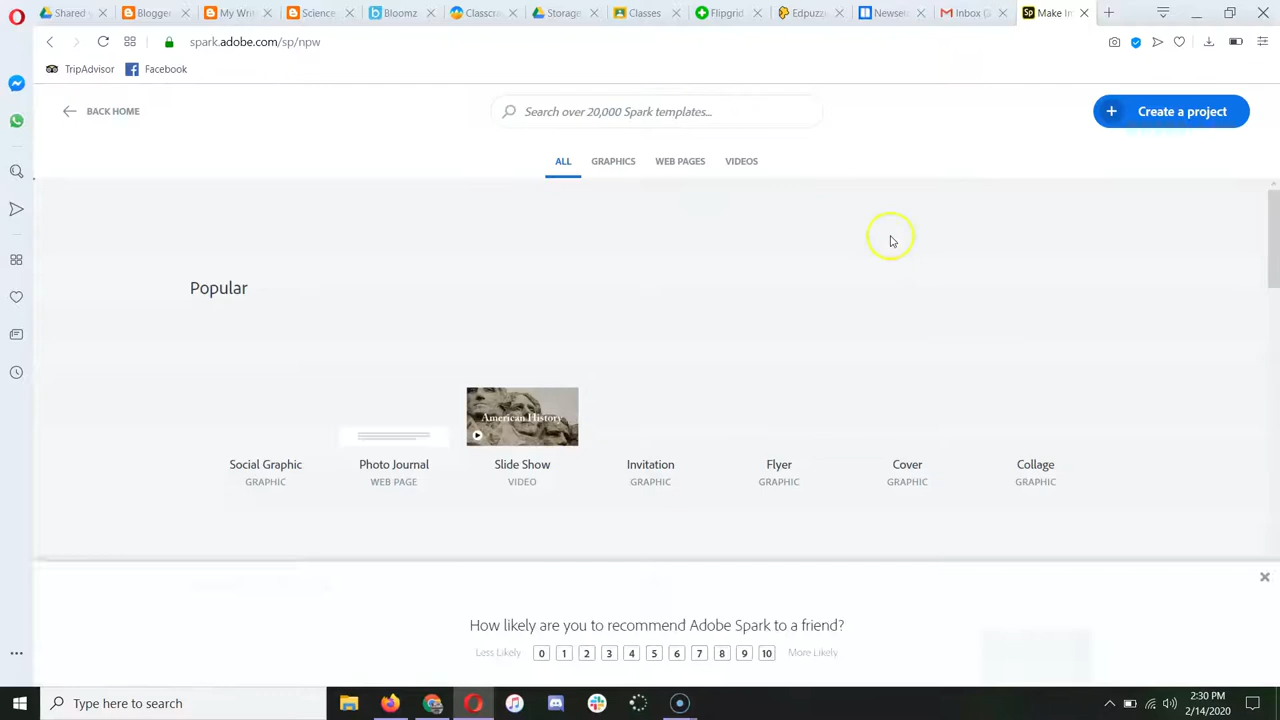 Shared
Blogger
My Writ
Science
Bloomz
Classcra
Storage
Classes
Flipgrid
Edpuzzl
Newsel
Inbox (
Sp Make Im
spark.adobe.com/sp/npw
TripAdvisor
Facebook
BACK HOME
Search over 20,000 Spark templates...
+ Create a project
ALL GRAPHICS WEB PAGES VIDEOS
Popular
American History
Social Graphic
GRAPHIC
Photo Journal
WEB PAGE
Slide Show
VIDEO
Invitation
GRAPHIC
Flyer
GRAPHIC
Cover
GRAPHIC
Collage
GRAPHIC
How likely are you to recommend Adobe Spark to a friend?
Less Likely 0 1 2 3 4 5 6 7 8 9 10 More Likely
Type here to search
2:30 PM
2/14/2020